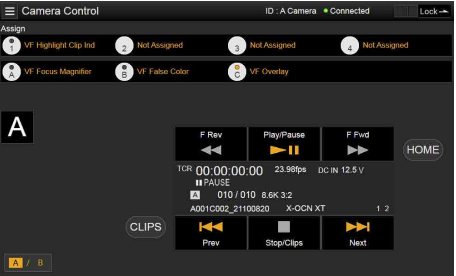 Camera Control ID : A Camera Connected Lock
Assign
1 VF Highlight Clip Ind 2 Not Assigned 3 Not Assigned 4 Not Assigned
A VF Focus Magnifier B VF False Color C VF Overlay
A
F Rev Play/Pause F Fwd
HOME
TCR 00:00:00:00 23.98fps DC IN 12.5 V
PAUSE
A 010 / 010 8.6K 3:2
A001C002_21100820 X-OCN XT 1 2
CLIPS
Prev Stop/Clips Next
A / B